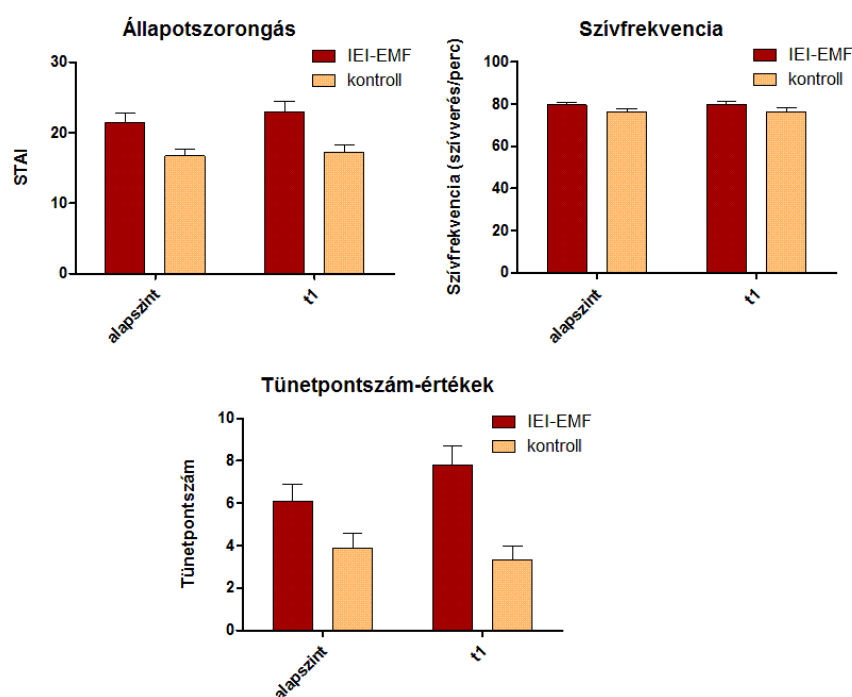 Állapotszorongás
IEI-EMF
kontroll
30
20
10
0
STAI
alapszint
t1
Szívfrekvencia
IEI-EMF
kontroll
100
80
60
40
20
0
Szívfrekvencia (szívverés/perc)
alapszint
t1
Tünetpontszám-értékek
IEI-EMF
kontroll
10
8
6
4
2
0
Tünetpontszám
alapszint
t1